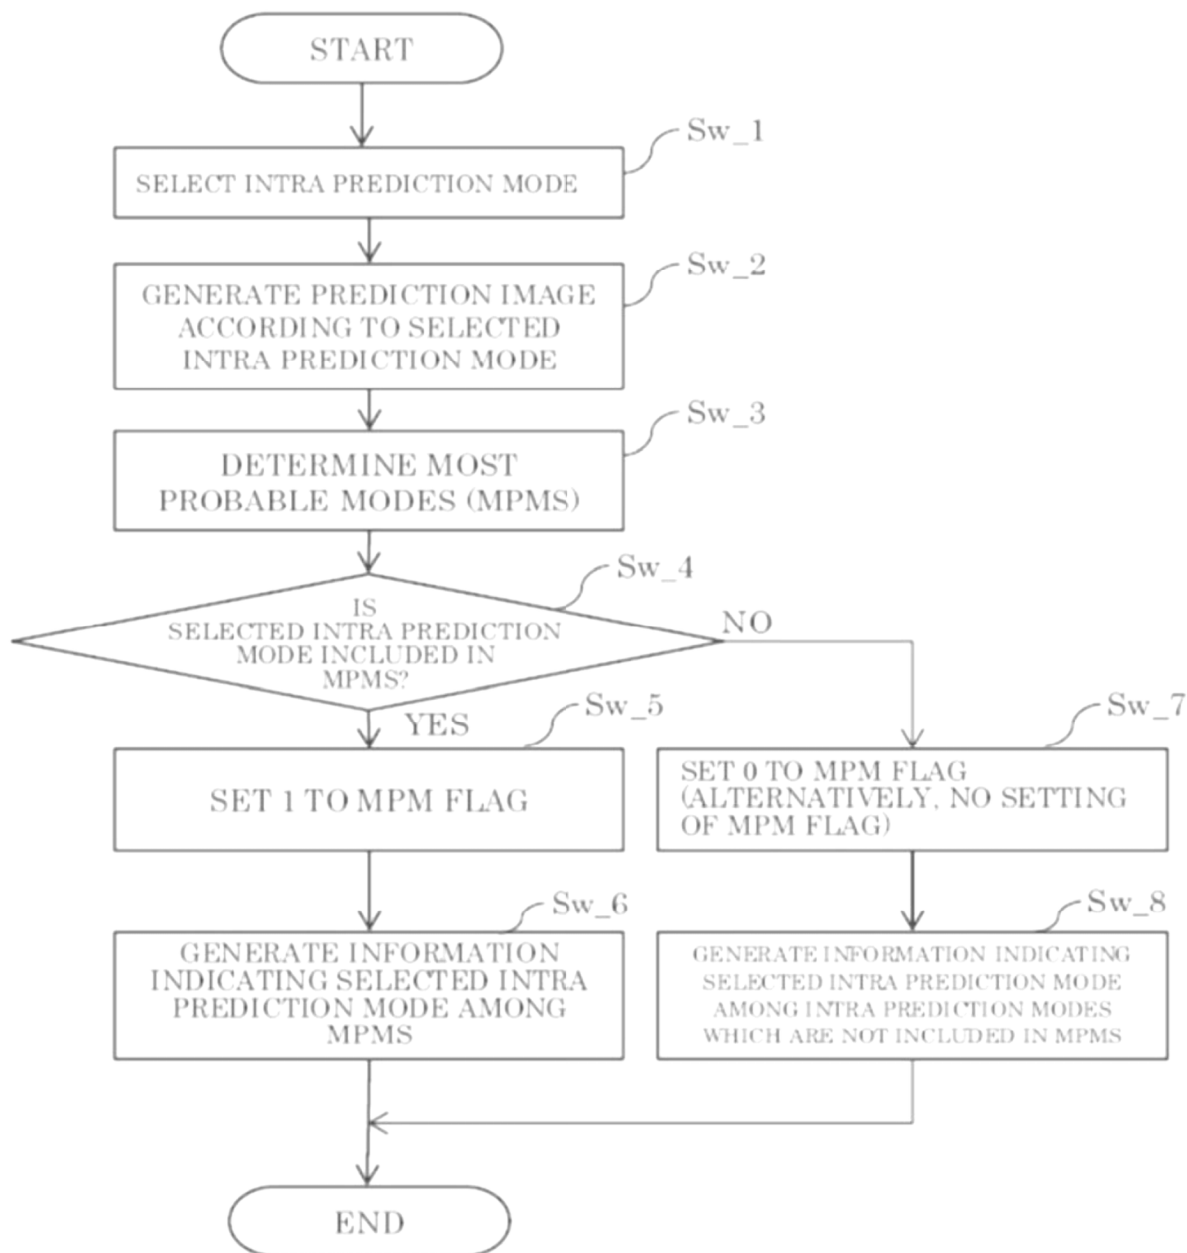 START
Sw_1
SELECT INTRA PREDICTION MODE
Sw_2
GENERATE PREDICTION IMAGE
ACCORDING TO SELECTED
INTRA PREDICTION MODE
Sw_3
DETERMINE MOST
PROBABLE MODES (MPMS)
Sw_4
IS
SELECTED INTRA PREDICTION
MODE INCLUDED IN
MPMS?
NO
YES
Sw_5
SET 1 TO MPM FLAG
Sw_7
SET 0 TO MPM FLAG
(ALTERNATIVELY, NO SETTING
OF MPM FLAG)
Sw_6
GENERATE INFORMATION
INDICATING SELECTED INTRA
PREDICTION MODE AMONG
MPMS
Sw_8
GENERATE INFORMATION INDICATING
SELECTED INTRA PREDICTION MODE
AMONG INTRA PREDICTION MODES
WHICH ARE NOT INCLUDED IN MPMS
END